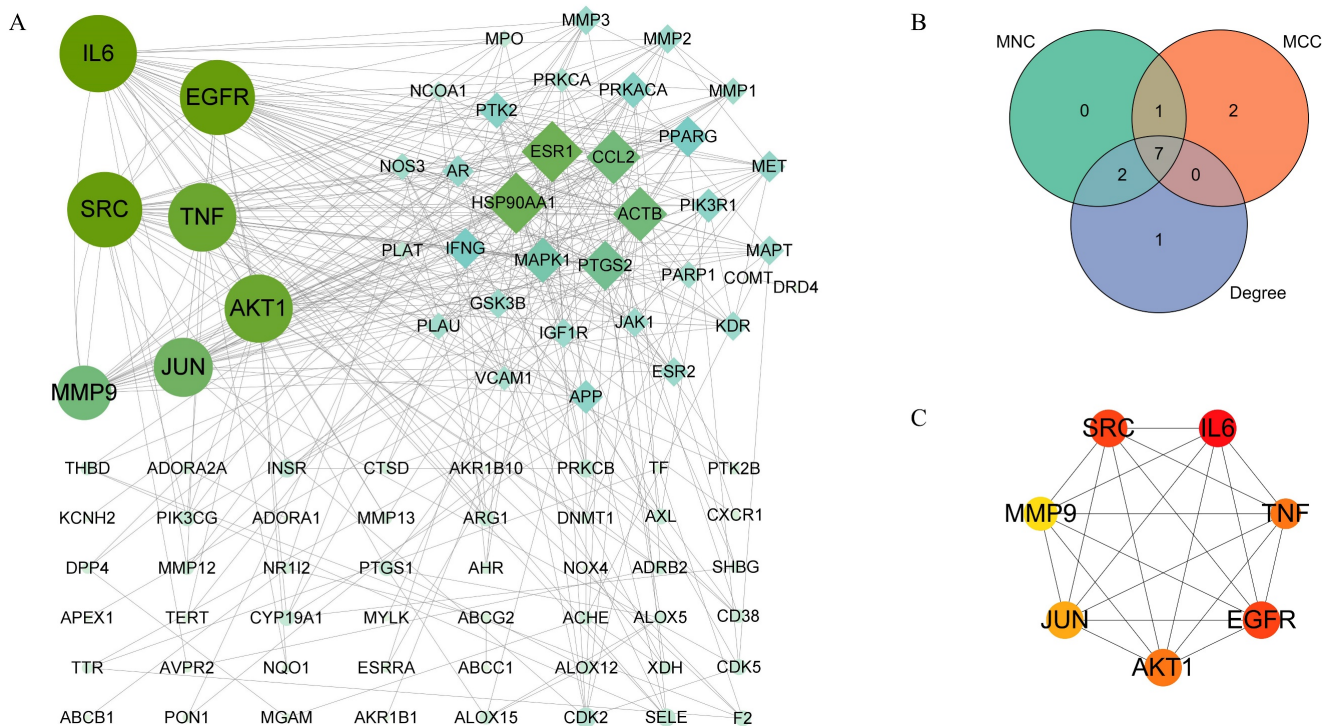 A
IL6
EGFR
SRC
TNF
AKT1
JUN
MMP9
MMP3
MPO
MMP2
NCOA1
PRKCA
PRKACA
MMP1
PTK2
PPARG
ESR1
CCL2
NOS3
AR
MET
HSP90AA1
ACTB
PIK3R1
PLAT
IFNG
MAPK1
PTGS2
MAPT
PARP1
COMT
DRD4
GSK3B
PLAU
IGF1R
JAK1
KDR
VCAM1
ESR2
APP
THBD ADORA2A INSR CTSD AKR1B10 PRKCB TF PTK2B
KCNH2 PIK3CG ADORA1 MMP13 ARG1 DNMT1 AXL CXCR1
DPP4 MMP12 NR1I2 PTGS1 AHR NOX4 ADRB2 SHBG
APEX1 TERT CYP19A1 MYLK ABCG2 ACHE ALOX5 CD38
TTR AVPR2 NQO1 ESRRA ABCC1 ALOX12 XDH CDK5
ABCB1 PON1 MGAM AKR1B1 ALOX15 CDK2 SELE F2
B
MNC MCC
0 1 2
7
2 0
1
Degree
C
SRC IL6
MMP9 TNF
JUN EGFR
AKT1